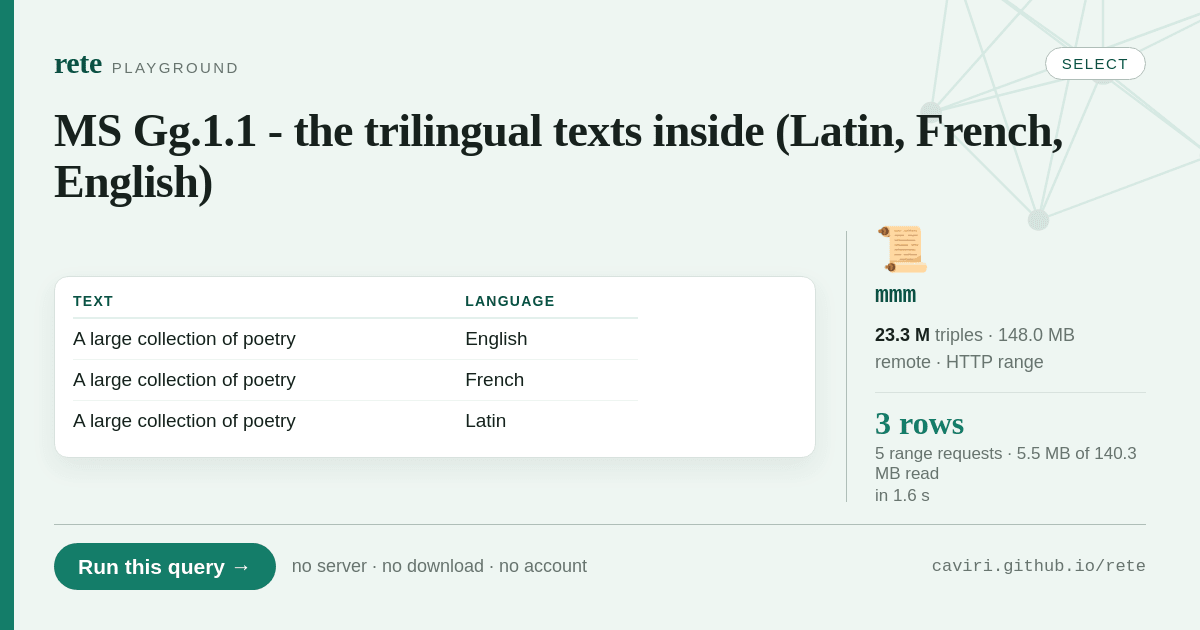 rete PLAYGROUND
SELECT
MS Gg.1.1 - the trilingual texts inside (Latin, French,
English)
TEXT LANGUAGE
A large collection of poetry English
A large collection of poetry French
A large collection of poetry Latin
mmm
23.3 M triples · 148.0 MB
remote · HTTP range
3 rows
5 range requests · 5.5 MB of 140.3
MB read
in 1.6 s
Run this query →
no server · no download · no account
caviri.github.io/rete